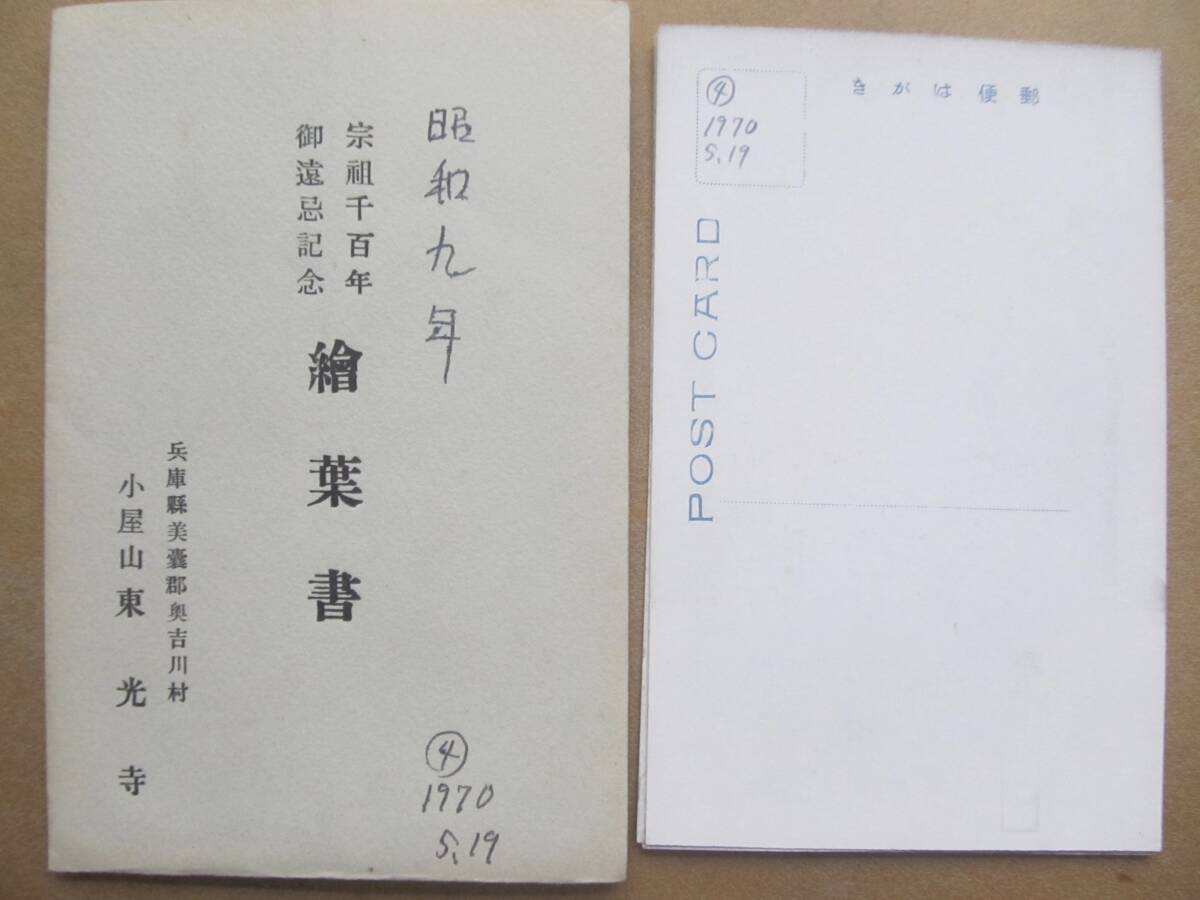 昭和九年
宗祖千百年
御遠忌記念
繪葉書
兵庫縣美嚢郡奥吉川村
小屋山東光寺
④
1970
5.19
きがは便郵
④
1970
5.19
POST CARD